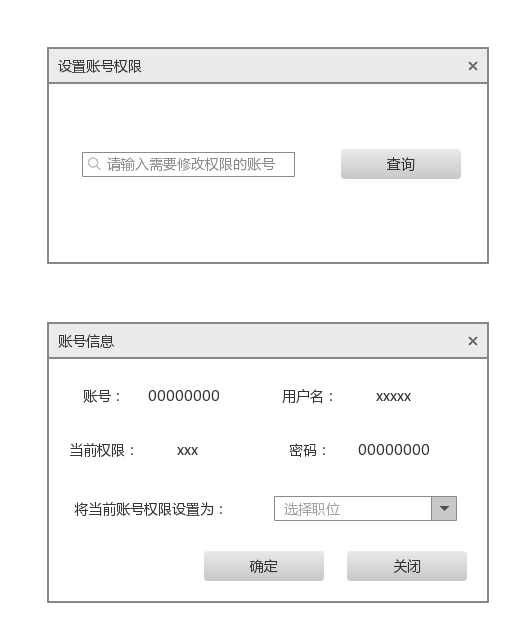 设置账号权限
请输入需要修改权限的账号 查询
账号信息
账号： 00000000 用户名： xxxxx
当前权限： xxx 密码： 00000000
将当前账号权限设置为： 选择职位
确定 关闭